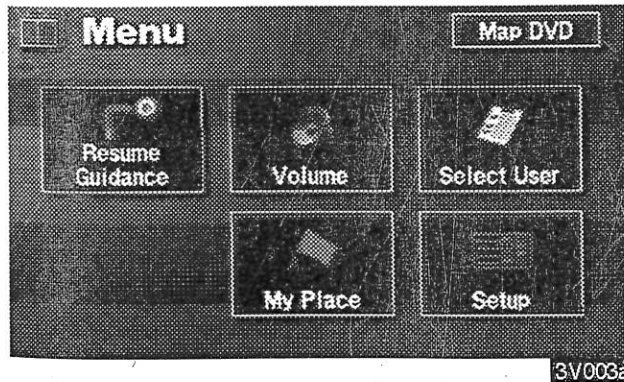 Menu
Map DVD
Resume
Guidance
Volume
Select User
My Place
Setup
3V003a